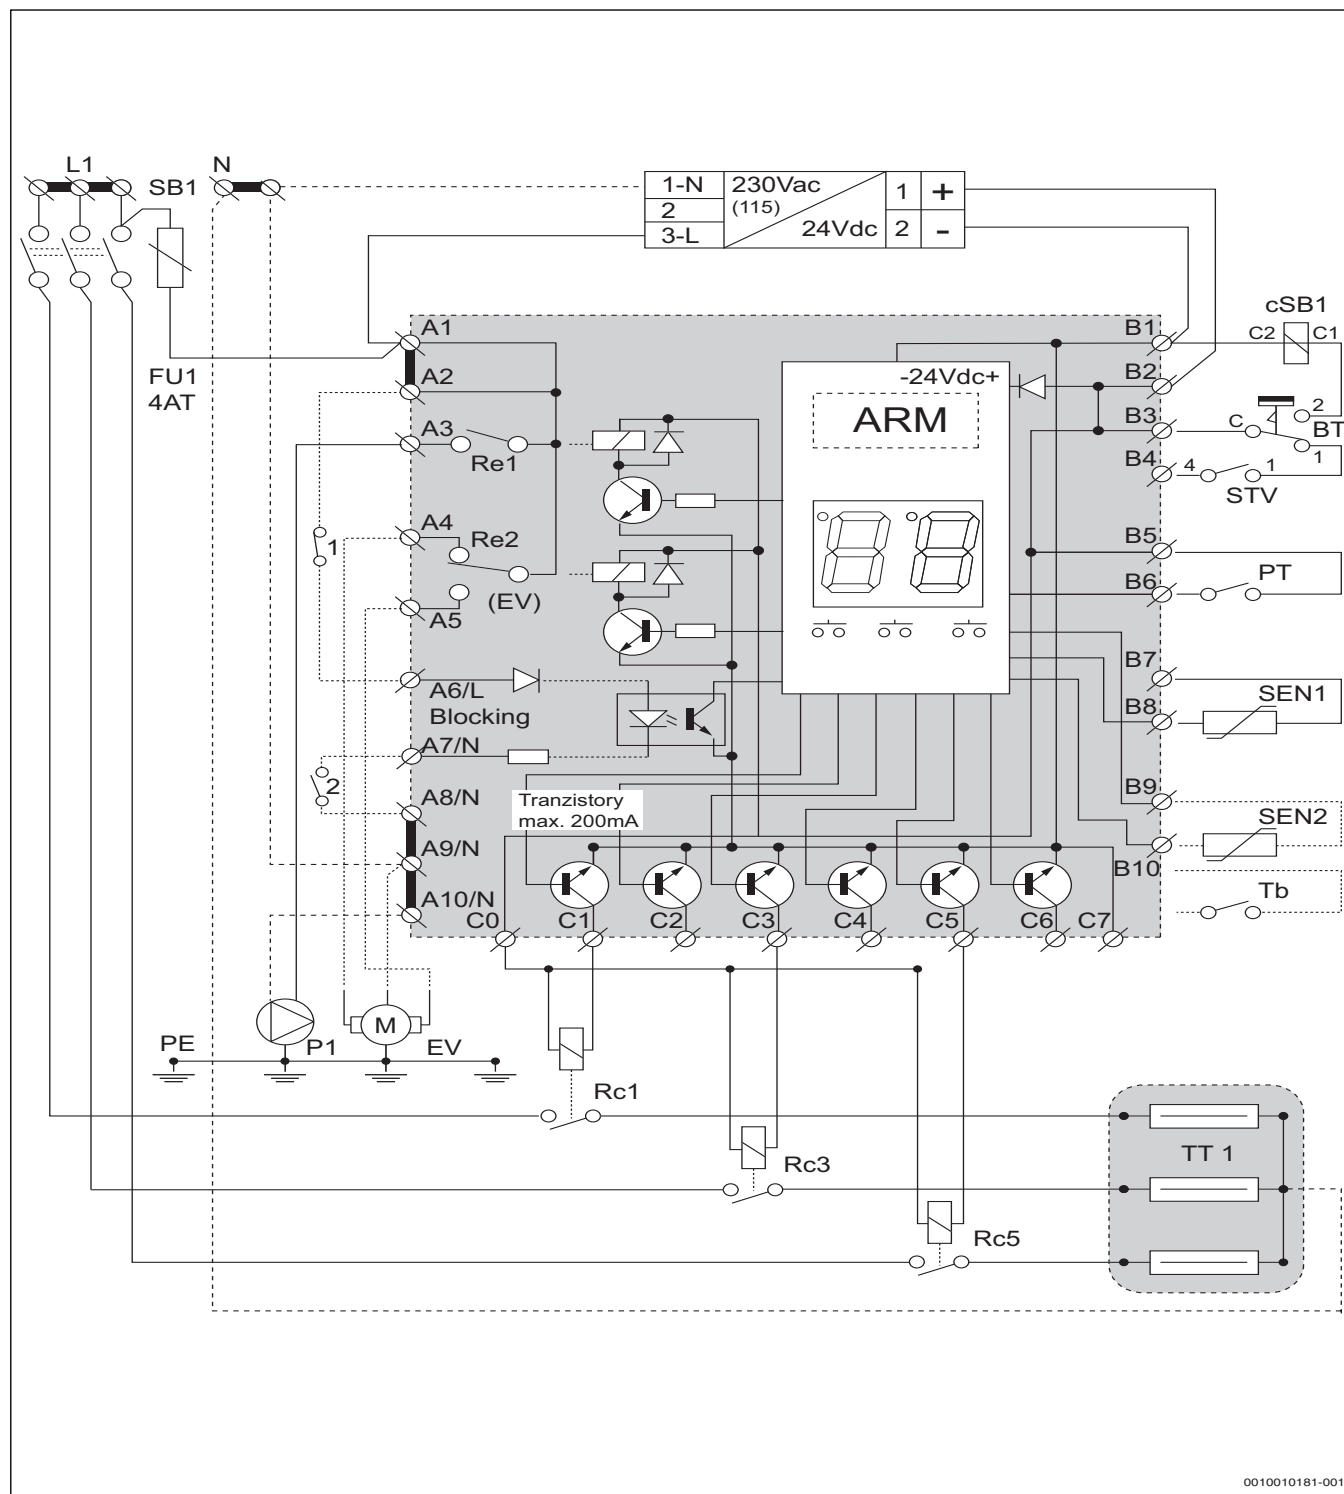 L1
SB1
N
1-N
230Vac
1
+
2
(115)
3-L
24Vdc
2
-
FU1
4AT
A1
A2
A3
Re1
A4
Re2
(EV)
A5
A6/L
Blocking
A7/N
A8/N
A9/N
A10/N
1
2
-24Vdc+
ARM
Tranzistory
max. 200mA
B1
B2
B3
B4
B5
B6
B7
B8
B9
B10
cSB1
C2
C1
2
C
BT
1
4
1
STV
PT
SEN1
SEN2
Tb
C0
C1
C2
C3
C4
C5
C6
C7
PE
P1
M
EV
Rc1
Rc3
Rc5
TT 1
0010010181-001